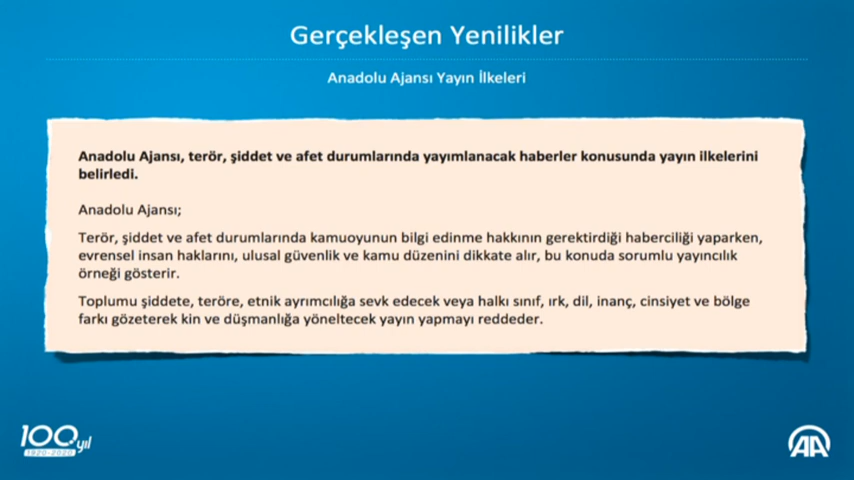 Gerçekleşen Yenilikler
Anadolu Ajansı Yayın İlkeleri
Anadolu Ajansı, terör, şiddet ve afet durumlarında yayımlanacak haberler konusunda yayın ilkelerini
belirledi.
Anadolu Ajansı;
Terör, şiddet ve afet durumlarında kamuoyunun bilgi edinme hakkının gerektirdiği haberciliği yaparken,
evrensel insan haklarını, ulusal güvenlik ve kamu düzenini dikkate alır, bu konuda sorumlu yayıncılık
örneği gösterir.
Toplumu şiddete, teröre, etnik ayrımcılığa sevk edecek veya halkı sınıf, ırk, dil, inanç, cinsiyet ve bölge
farkı gözeterek kin ve düşmanlığa yöneltecek yayın yapmayı reddeder.
100.yıl
1920-2020
AA